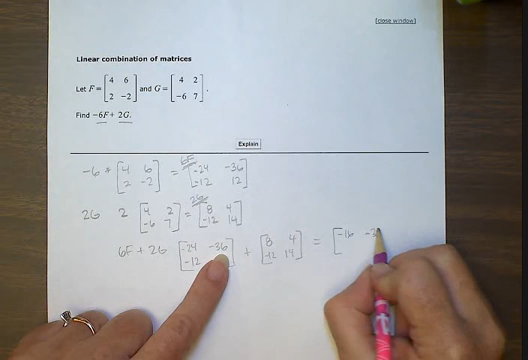 [close window]
Linear combination of matrices
Let F = [4 6
2 -2] and G = [4 2
-6 7].
Find -6F + 2G.
Explain
6F
-6 * [4 6
2 -2] = [-24 -36
-12 12]
2G
2G 2 [4 2
-6 7] = [8 4
-12 14]
6F + 2G [-24 -36
-12 ] + [8 4
-12 14] = [-16 -3